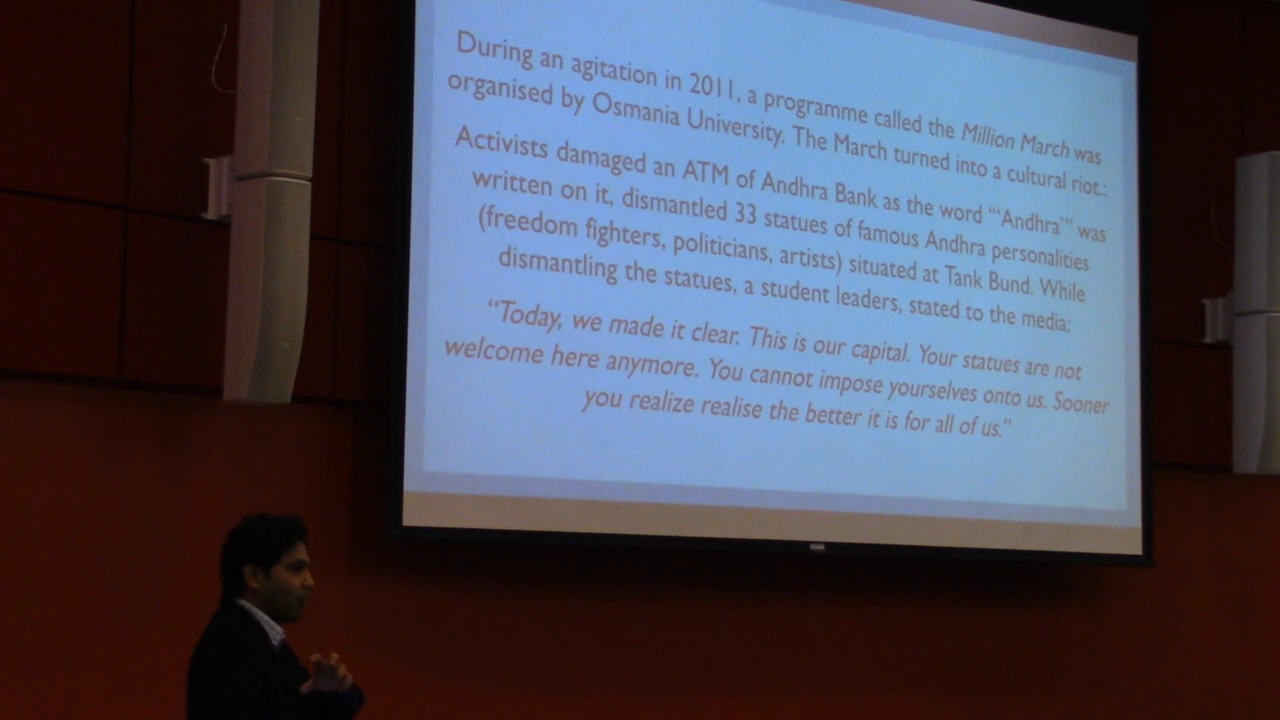 During an agitation in 2011, a programme called the Million March was
organised by Osmania University. The March turned into a cultural riot.:
Activists damaged an ATM of Andhra Bank as the word "'Andhra'" was
written on it, dismantled 33 statues of famous Andhra personalities
(freedom fighters, politicians, artists) situated at Tank Bund. While
dismantling the statues, a student leaders, stated to the media:
"Today, we made it clear. This is our capital. Your statues are not
welcome here anymore. You cannot impose yourselves onto us. Sooner
you realize realise the better it is for all of us."